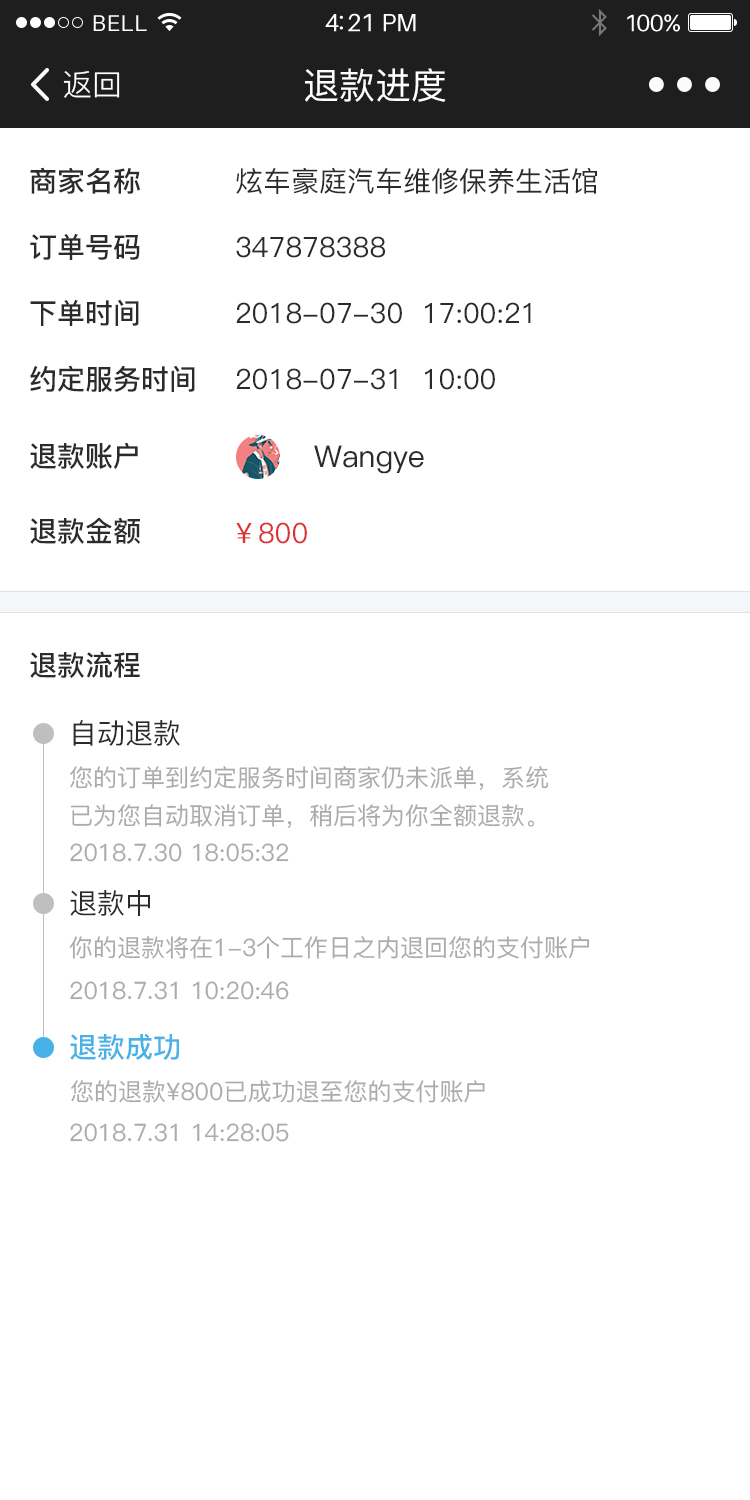 BELL 4:21 PM 100%
返回 退款进度
商家名称 炫车豪庭汽车维修保养生活馆
订单号码 347878388
下单时间 2018-07-30 17:00:21
约定服务时间 2018-07-31 10:00
退款账户 Wangye
退款金额 ¥800
退款流程
自动退款
您的订单到约定服务时间商家仍未派单，系统
已为您自动取消订单，稍后将为你全额退款。
2018.7.30 18:05:32
退款中
你的退款将在1-3个工作日之内退回您的支付账户
2018.7.31 10:20:46
退款成功
您的退款¥800已成功退至您的支付账户
2018.7.31 14:28:05